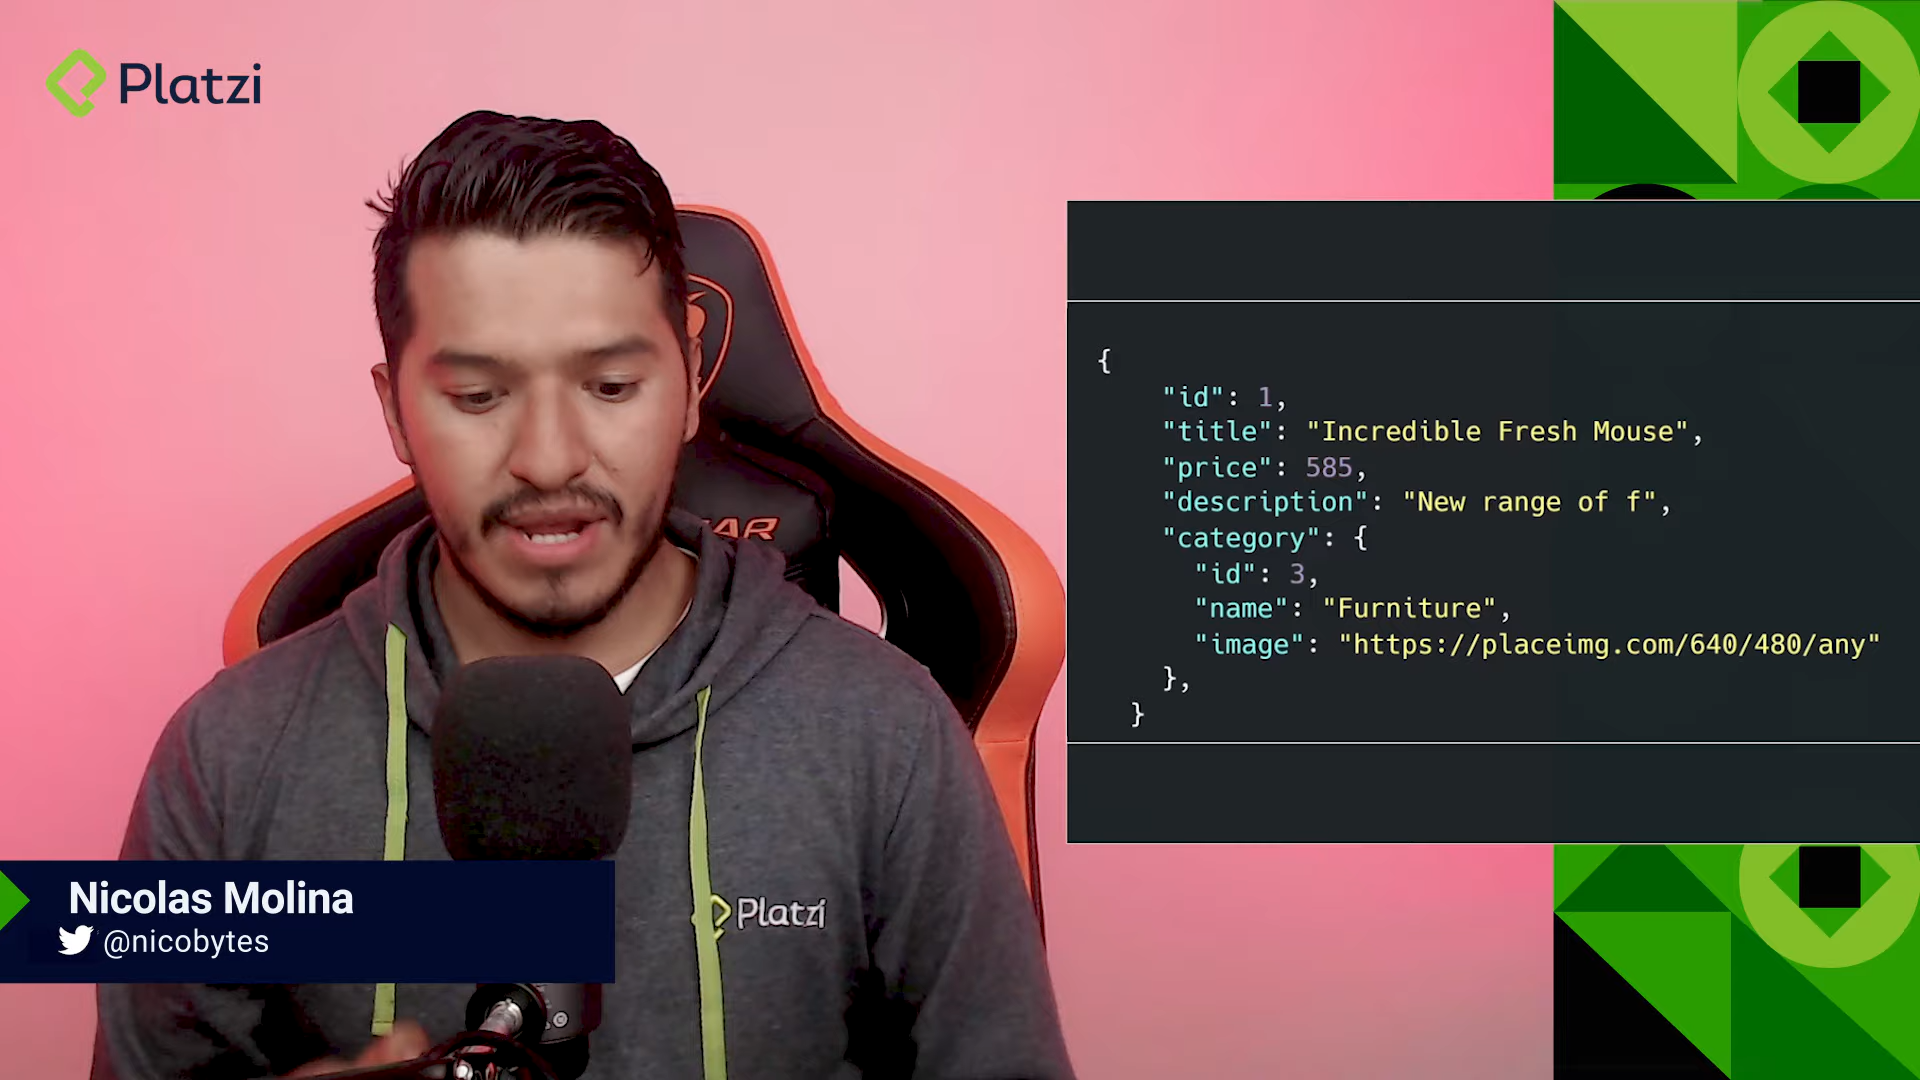 Platzi
{
"id": 1,
"title": "Incredible Fresh Mouse",
"price": 585,
"description": "New range of f",
"category": {
"id": 3,
"name": "Furniture",
"image": "https://placeimg.com/640/480/any"
},
}
AR
Platzi
Nicolas Molina
@nicobytes